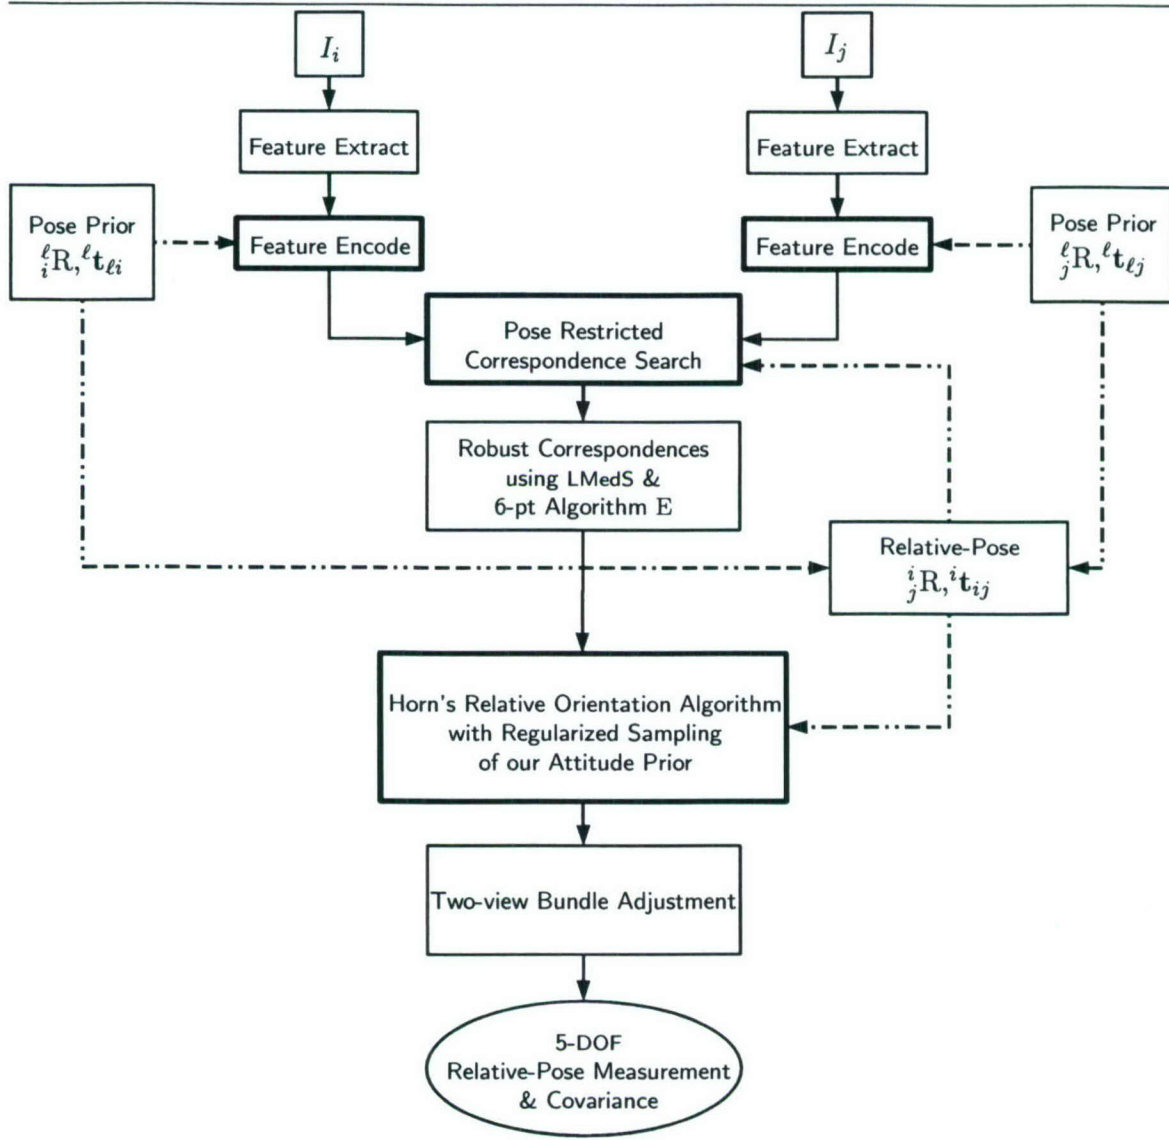 I_i
I_j
Feature Extract
Feature Extract
Pose Prior
^ℓ_iR, ^ℓt_ℓi
Feature Encode
Feature Encode
Pose Prior
^ℓ_jR, ^ℓt_ℓj
Pose Restricted
Correspondence Search
Robust Correspondences
using LMedS &
6-pt Algorithm E
Relative-Pose
^i_jR, ^it_ij
Horn's Relative Orientation Algorithm
with Regularized Sampling
of our Attitude Prior
Two-view Bundle Adjustment
5-DOF
Relative-Pose Measurement
& Covariance